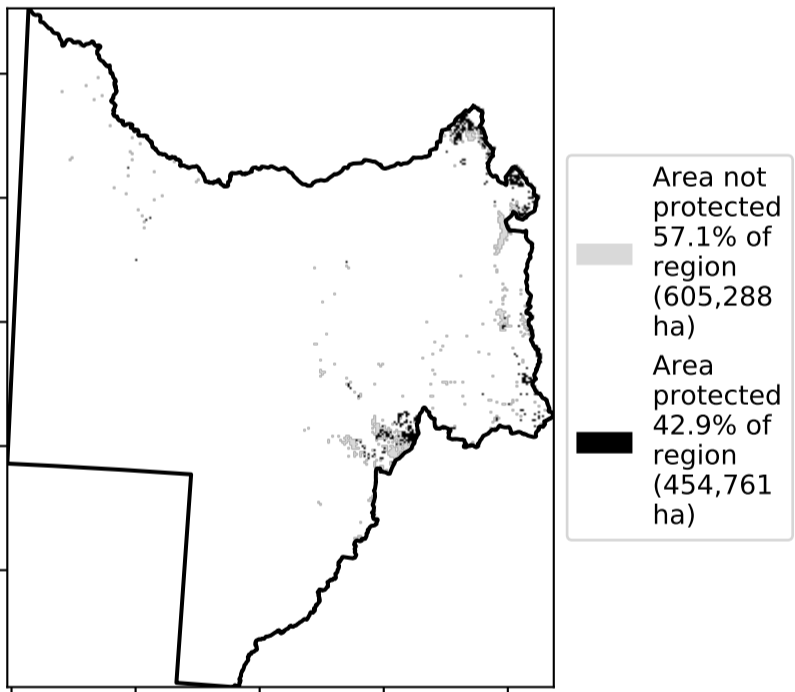 Area not
protected
57.1% of
region
(605,288
ha)
Area
protected
42.9% of
region
(454,761
ha)